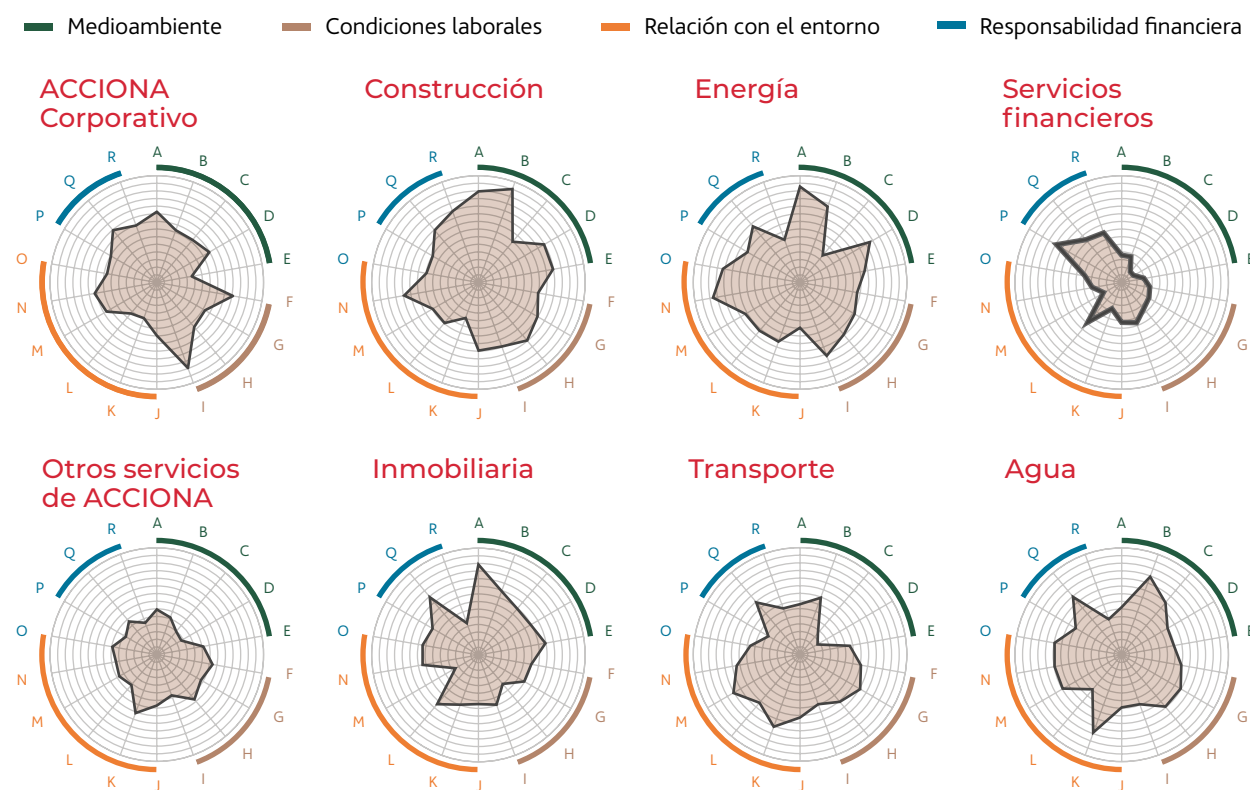 Medioambiente
Condiciones laborales
Relación con el entorno
Responsabilidad financiera
ACCIONA
Corporativo
A
B
C
D
E
F
G
H
I
J
K
L
M
N
O
P
Q
R
Construcción
A
B
C
D
E
F
G
H
I
J
K
L
M
N
O
P
Q
R
Energía
A
B
C
D
E
F
G
H
I
J
K
L
M
N
O
P
Q
R
Servicios
financieros
A
B
C
D
E
F
G
H
I
J
K
L
M
N
O
P
Q
R
Otros servicios
de ACCIONA
A
B
C
D
E
F
G
H
I
J
K
L
M
N
O
P
Q
R
Inmobiliaria
A
B
C
D
E
F
G
H
I
J
K
L
M
N
O
P
Q
R
Transporte
A
B
C
D
E
F
G
H
I
J
K
L
M
N
O
P
Q
R
Agua
A
B
C
D
E
G
H
I
J
K
L
M
N
O
P
Q
R